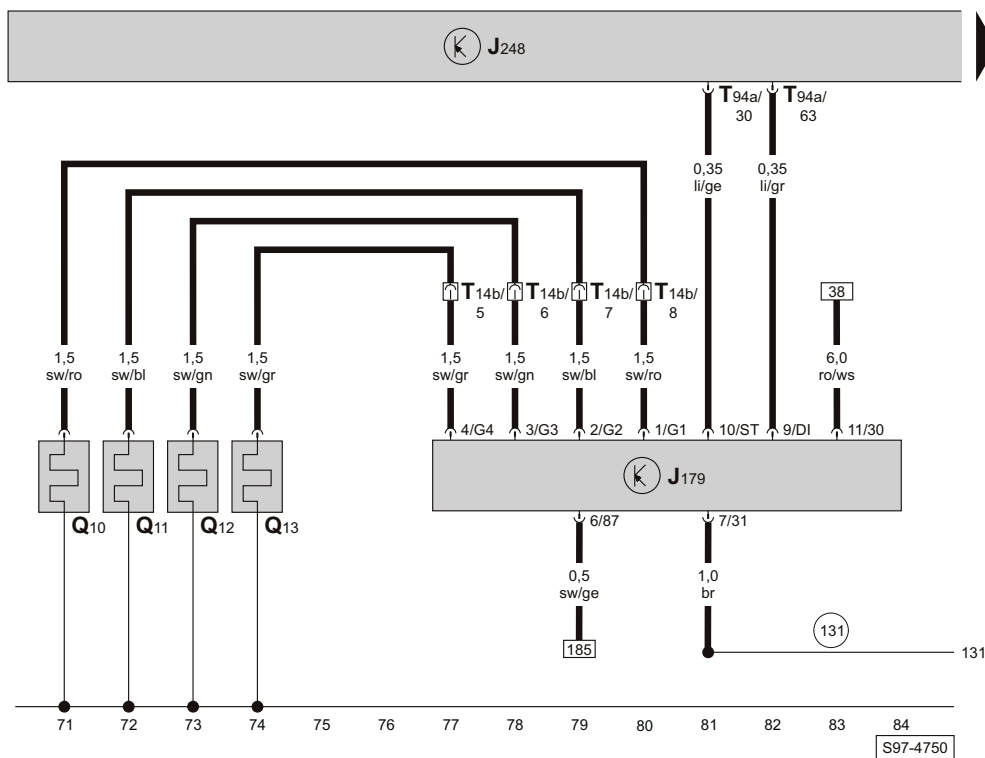 J248
T94a/ 30
T94a/ 63
0,35 li/ge
0,35 li/gr
T14b/ 5
T14b/ 6
T14b/ 7
T14b/ 8
38
1,5 sw/ro
1,5 sw/bl
1,5 sw/gn
1,5 sw/gr
1,5 sw/gr
1,5 sw/gn
1,5 sw/bl
1,5 sw/ro
6,0 ro/ws
4/G4
3/G3
2/G2
1/G1
10/ST
9/DI
11/30
J179
Q10
Q11
Q12
Q13
6/87
7/31
0,5 sw/ge
1,0 br
185
131
131
71 72 73 74 75 76 77 78 79 80 81 82 83 84
S97-4750